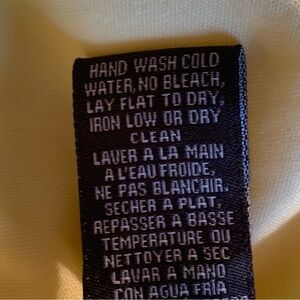 HAND WASH COLD
WATER, NO BLEACH,
LAY FLAT TO DRY,
IRON LOW OR DRY
CLEAN
LAVER A LA MAIN
A L'EAU FROIDE,
NE PAS BLANCHIR,
SECHER A PLAT,
REPASSER A BASSE
TEMPERATURE OU
NETTOYER A SEC
LAVAR A MANO
CON AGUA FRÍA